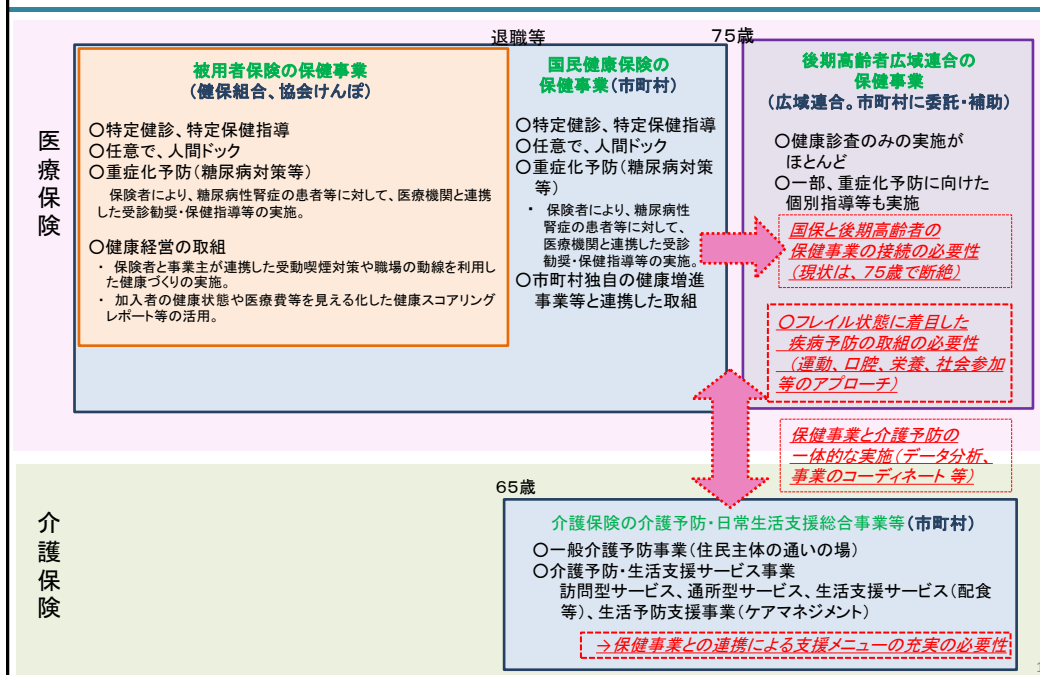 医療保険
退職等
75歳
被用者保険の保健事業
(健保組合、協会けんぽ)
○特定健診、特定保健指導
○任意で、人間ドック
○重症化予防(糖尿病対策等)
保険者により、糖尿病性腎症の患者等に対して、医療機関と連携
した受診勧奨・保健指導等の実施。
○健康経営の取組
・ 保険者と事業主が連携した受動喫煙対策や職場の動線を利用し
た健康づくりの実施。
・ 加入者の健康状態や医療費等を見える化した健康スコアリング
レポート等の活用。
国民健康保険の
保健事業(市町村)
○特定健診、特定保健指導
○任意で、人間ドック
○重症化予防(糖尿病対策
等)
・ 保険者により、糖尿病性
腎症の患者等に対して、
医療機関と連携した受診
勧奨・保健指導等の実施。
○市町村独自の健康増進
事業等と連携した取組
後期高齢者広域連合の
保健事業
(広域連合。市町村に委託・補助)
○健康診査のみの実施が
ほとんど
○一部、重症化予防に向けた
個別指導等も実施
国保と後期高齢者の
保健事業の接続の必要性
(現状は、75歳で断絶)
○フレイル状態に着目した
疾病予防の取組の必要性
(運動、口腔、栄養、社会参加
等のアプローチ)
保健事業と介護予防の
一体的な実施(データ分析、
事業のコーディネート等)
介護保険
65歳
介護保険の介護予防・日常生活支援総合事業等(市町村)
○一般介護予防事業(住民主体の通いの場)
○介護予防・生活支援サービス事業
訪問型サービス、通所型サービス、生活支援サービス(配食
等)、生活予防支援事業(ケアマネジメント)
→保健事業との連携による支援メニューの充実の必要性
1